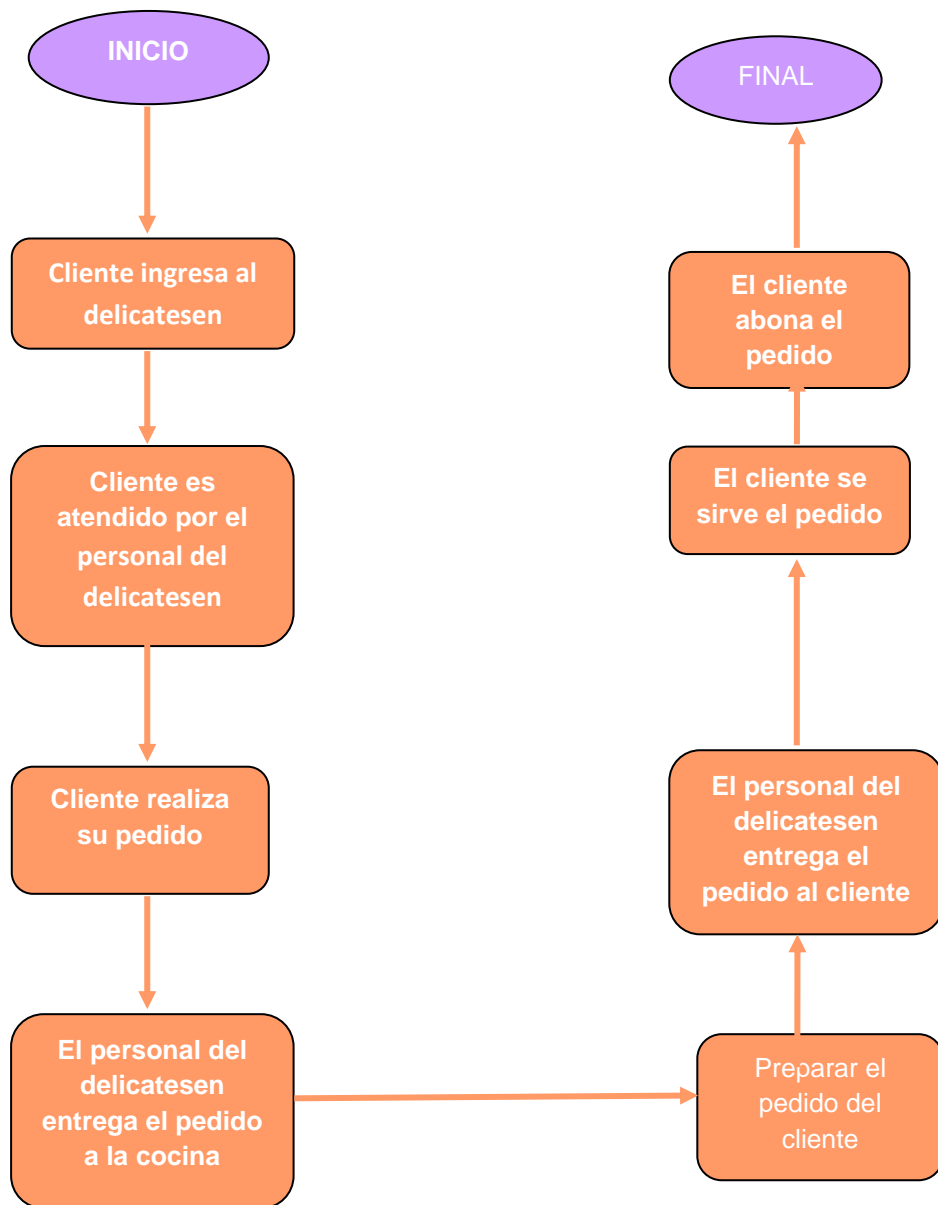 INICIO
Cliente ingresa al
delicatesen
Cliente es
atendido por el
personal del
delicatesen
Cliente realiza
su pedido
El personal del
delicatesen
entrega el pedido
a la cocina
Preparar el
pedido del
cliente
El personal del
delicatesen
entrega el
pedido al cliente
El cliente se
sirve el pedido
El cliente
abona el
pedido
FINAL